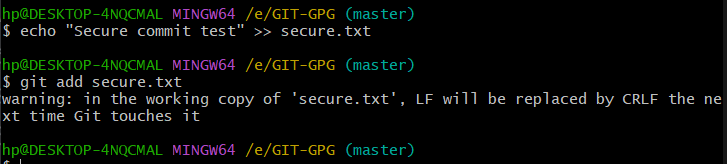 hp@DESKTOP-4NQCMAL MINGW64 /e/GIT-GPG (master)
$ echo "Secure commit test" >> secure.txt
hp@DESKTOP-4NQCMAL MINGW64 /e/GIT-GPG (master)
$ git add secure.txt
warning: in the working copy of 'secure.txt', LF will be replaced by CRLF the ne
xt time Git touches it
hp@DESKTOP-4NQCMAL MINGW64 /e/GIT-GPG (master)
$